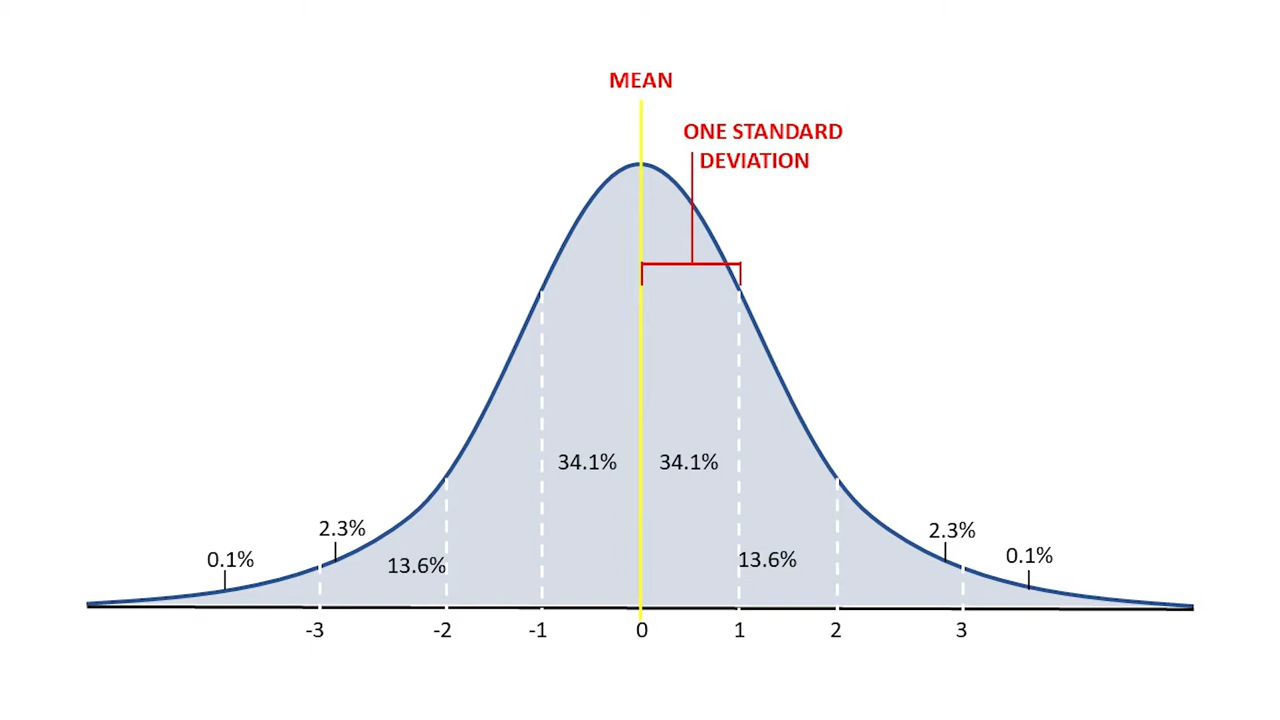 MEAN
ONE STANDARD
DEVIATION
34.1% 34.1%
2.3% 2.3%
0.1% 13.6% 13.6% 0.1%
-3 -2 -1 0 1 2 3